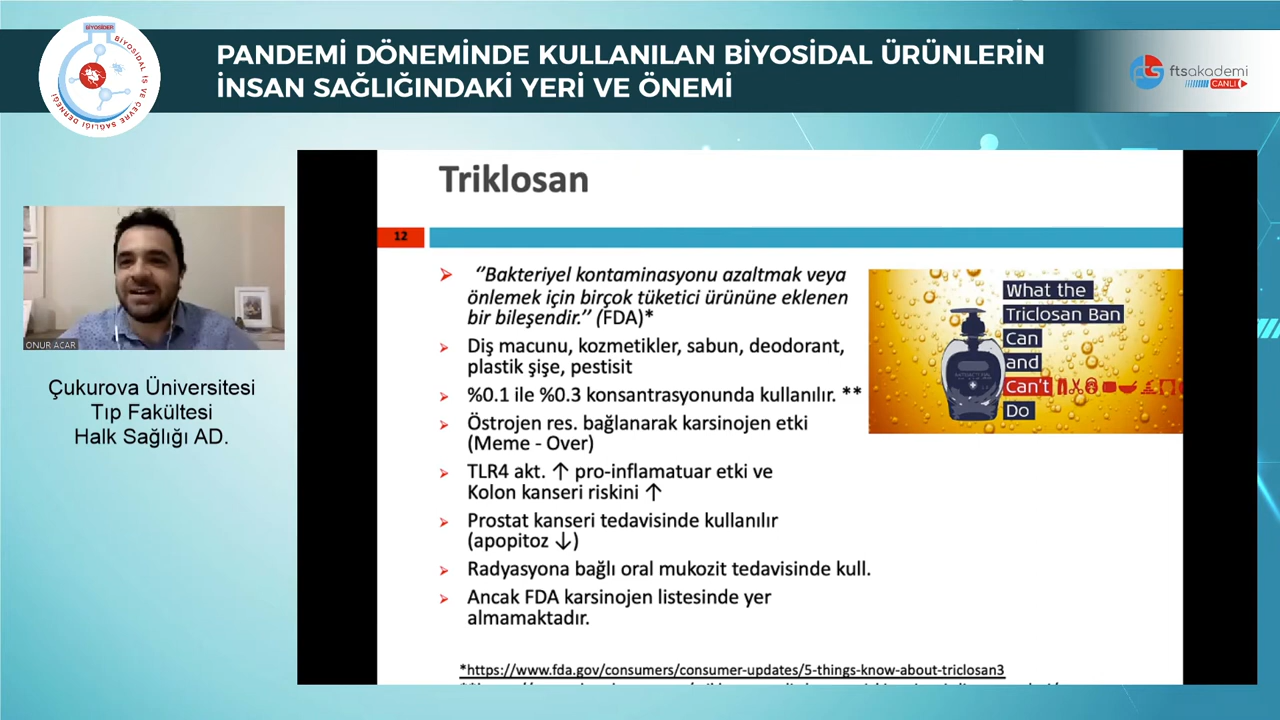 BİYOSİDER
BİYOSİDAL İŞ VE ÇEVRE SAĞLIĞI DERNEĞİ
PANDEMİ DÖNEMİNDE KULLANILAN BİYOSİDAL ÜRÜNLERİN
İNSAN SAĞLIĞINDAKİ YERİ VE ÖNEMİ
fts
ftsakademi
CANLI
ONUR ACAR
Çukurova Üniversitesi
Tıp Fakültesi
Halk Sağlığı AD.
Triklosan
12
‘’Bakteriyel kontaminasyonu azaltmak veya
önlemek için birçok tüketici ürününe eklenen
bir bileşendir.’’ (FDA)*
Diş macunu, kozmetikler, sabun, deodorant,
plastik şişe, pestisit
%0.1 ile %0.3 konsantrasyonunda kullanılır. **
Östrojen res. bağlanarak karsinojen etki
(Meme - Over)
TLR4 akt. ↑ pro-inflamatuar etki ve
Kolon kanseri riskini ↑
Prostat kanseri tedavisinde kullanılır
(apopitoz ↓)
Radyasyona bağlı oral mukozit tedavisinde kull.
Ancak FDA karsinojen listesinde yer
almamaktadır.
What the
Triclosan Ban
Can
and
Can't
Do
*https://www.fda.gov/consumers/consumer-updates/5-things-know-about-triclosan3